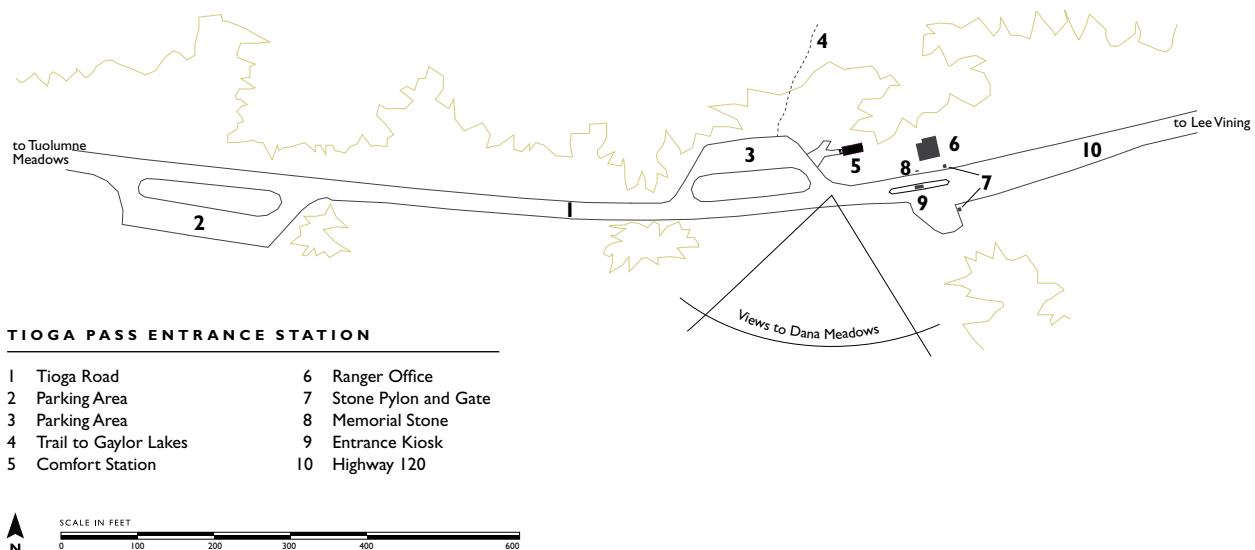 4
to Lee Vining
to Tuolumne
Meadows
3
5
6
10
8
7
9
1
2
Views to Dana Meadows
TIOGA PASS ENTRANCE STATION
1 Tioga Road
2 Parking Area
3 Parking Area
4 Trail to Gaylor Lakes
5 Comfort Station
6 Ranger Office
7 Stone Pylon and Gate
8 Memorial Stone
9 Entrance Kiosk
10 Highway 120
N
SCALE IN FEET
0 100 200 300 400 600